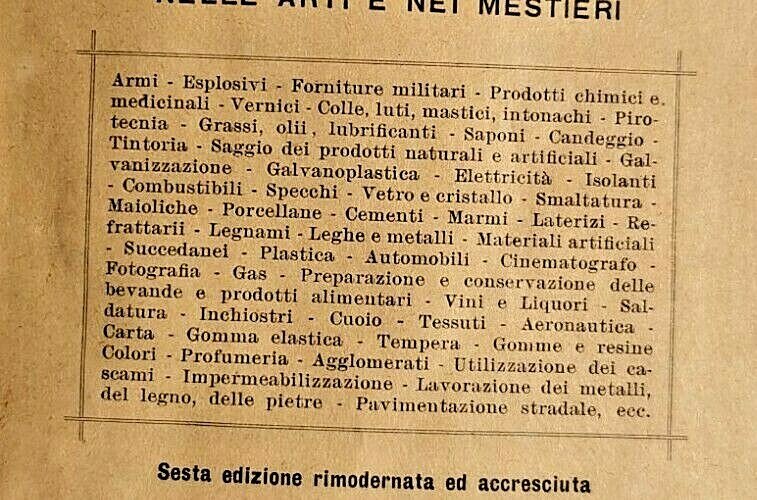 NELLE ARTI E NEI MESTIERI
Armi - Esplosivi - Forniture militari - Prodotti chimici e
medicinali - Vernici - Colle, luti, mastici, intonachi - Piro-
tecnia - Grassi, olii, lubrificanti - Saponi - Candeggio -
Tintoria - Saggio dei prodotti naturali e artificiali - Gal-
vanizzazione - Galvanoplastica - Elettricità - Isolanti
- Combustibili - Specchi - Vetro e cristallo - Smaltatura -
Maioliche - Porcellane - Cementi - Marmi - Laterizi - Re-
frattarii - Legnami - Leghe e metalli - Materiali artificiali
- Succedanei - Plastica - Automobili - Cinematografo -
Fotografia - Gas - Preparazione e conservazione delle
bevande e prodotti alimentari - Vini e Liquori - Sal-
datura - Inchiostri - Cuoio - Tessuti - Aeronautica -
Carta - Gomma elastica - Tempera - Gomme e resine
Colori - Profumeria - Agglomerati - Utilizzazione dei ca-
scami - Impermeabilizzazione - Lavorazione dei metalli,
del legno, delle pietre - Pavimentazione stradale, ecc.
Sesta edizione rimodernata ed accresciuta